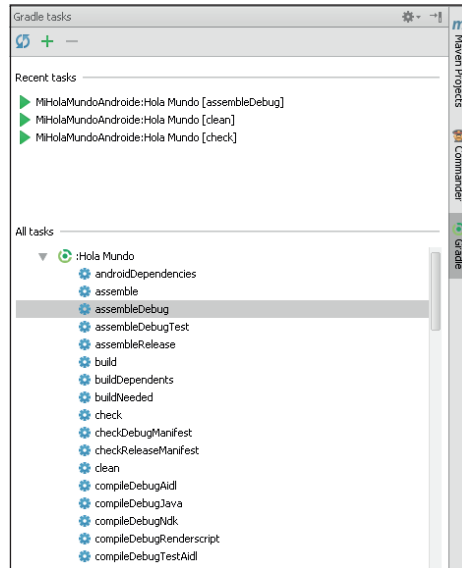 Gradle tasks
Recent tasks
MiHolaMundoAndroide:Hola Mundo [assembleDebug]
MiHolaMundoAndroide:Hola Mundo [clean]
MiHolaMundoAndroide:Hola Mundo [check]
All tasks
:Hola Mundo
androidDependencies
assemble
assembleDebug
assembleDebugTest
assembleRelease
build
buildDependents
buildNeeded
check
checkDebugManifest
checkReleaseManifest
clean
compileDebugAidl
compileDebugJava
compileDebugNdk
compileDebugRenderscript
compileDebugTestAidl
m
Maven Projects
Commander
Gradle